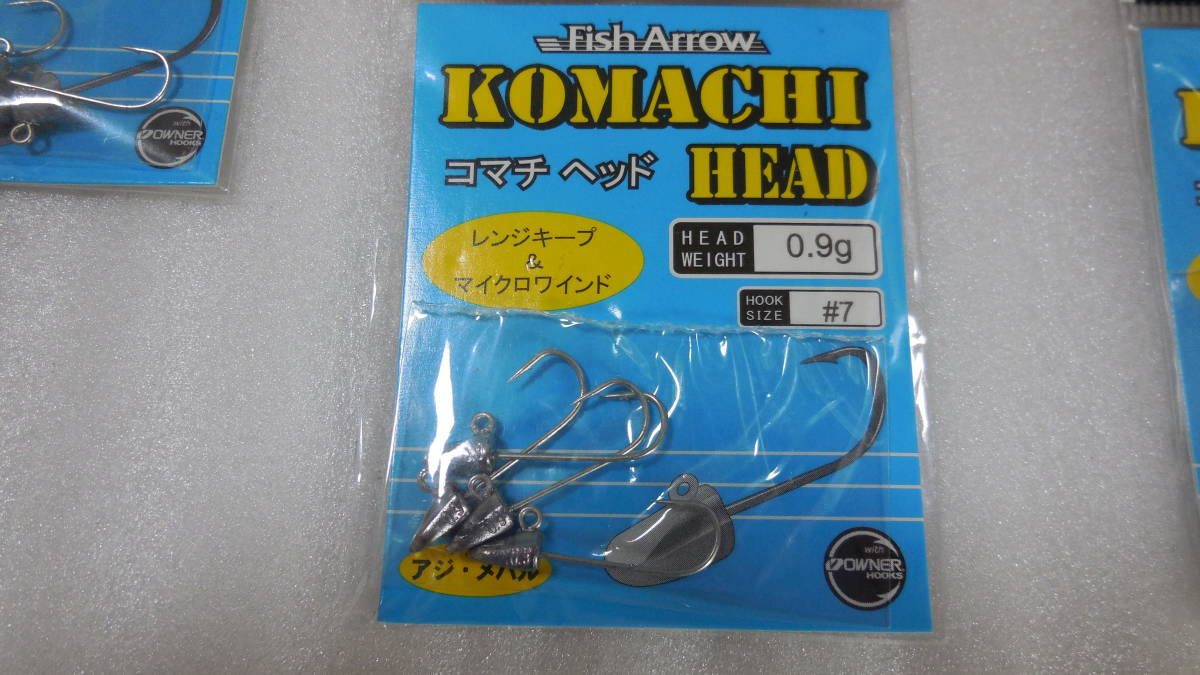 Fish Arrow
KOMACHI
コマチ ヘッド HEAD
レンジキープ
&
マイクロワインド
HEAD
WEIGHT
0.9g
HOOK
SIZE
#7
アジ・メバル
with
OWNER
HOOKS
with
OWNER
HOOKS